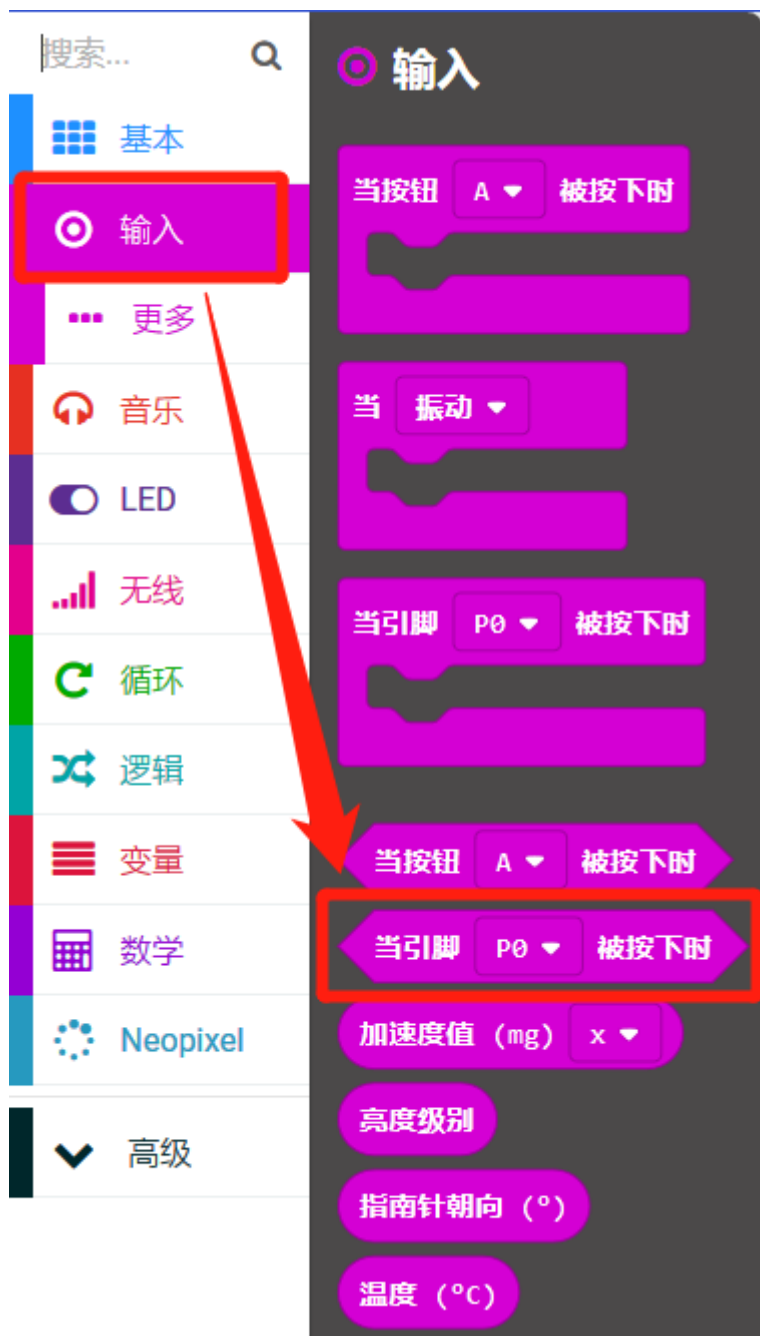 搜索...
基本
输入
更多
音乐
LED
无线
循环
逻辑
变量
数学
Neopixel
高级
输入
当按钮 A 被按下时
当 振动
当引脚 P0 被按下时
当按钮 A 被按下时
当引脚 P0 被按下时
加速度值 (mg) x
亮度级别
指南针朝向 (°)
温度 (°C)